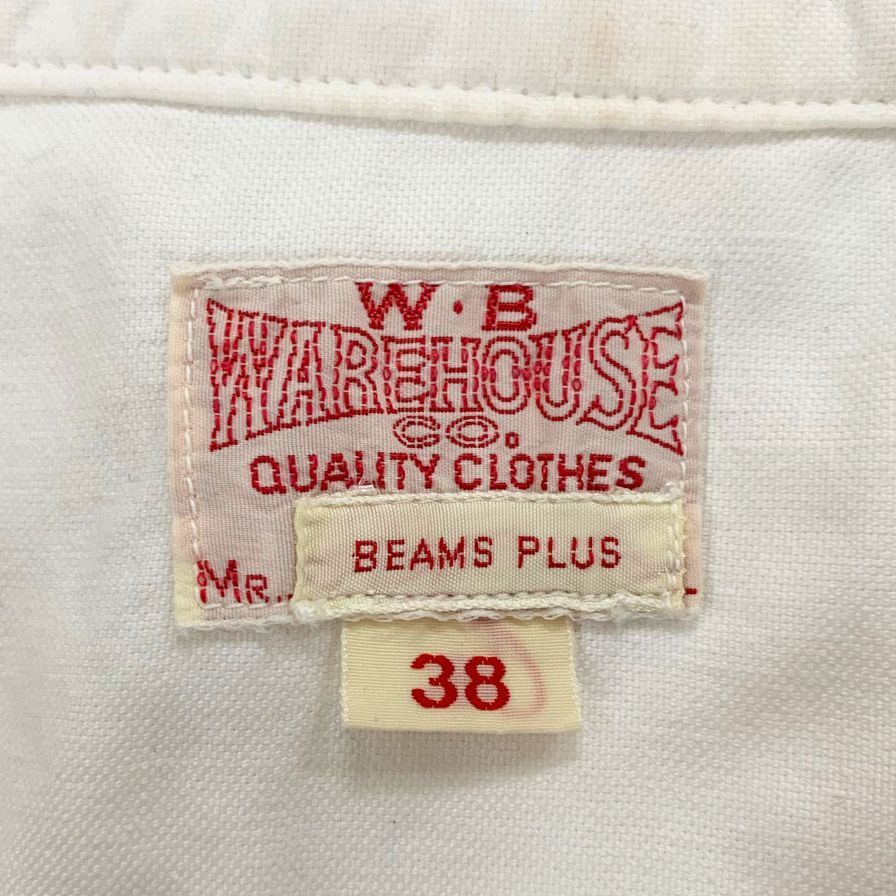 W·B
WAREHOUSE
CO.
QUALITY CLOTHES
MR.
BEAMS PLUS
38